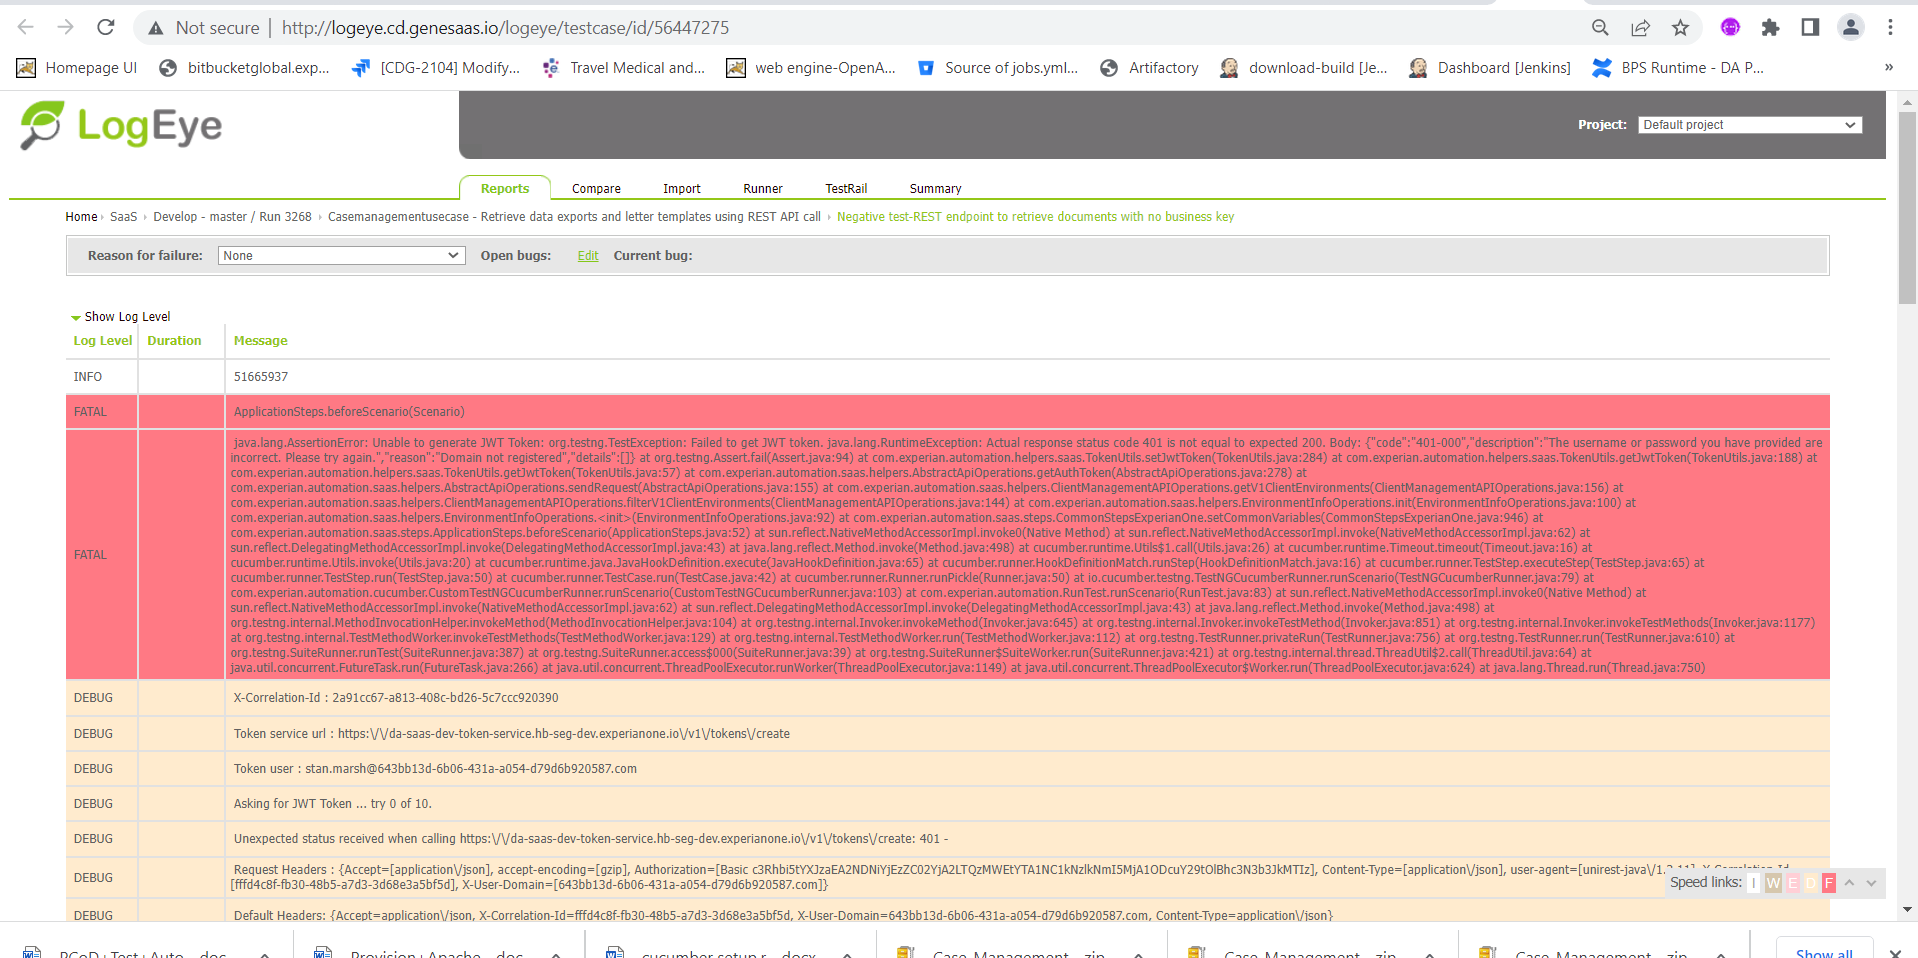 Not secure | http://logeye.cd.genesaas.io/logeye/testcase/id/56447275
Homepage UI bitbucketglobal.exp... [CDG-2104] Modify... Travel Medical and... web engine-OpenA... Source of jobs.yml... Artifactory download-build [Je... Dashboard [Jenkins] BPS Runtime - DA P... »
LogEye
Project: Default project
Reports Compare Import Runner TestRail Summary
Home › SaaS › Develop - master / Run 3268 › Casemanagementusecase - Retrieve data exports and letter templates using REST API call › Negative test-REST endpoint to retrieve documents with no business key
Reason for failure: None Open bugs: Edit Current bug:
Show Log Level
Log Level Duration Message
INFO 51665937
FATAL ApplicationSteps.beforeScenario(Scenario)
java.lang.AssertionError: Unable to generate JWT Token: org.testng.TestException: Failed to get JWT token. java.lang.RuntimeException: Actual response status code 401 is not equal to expected 200. Body: {"code":"401-000","description":"The username or password you have provided are
incorrect. Please try again.","reason":"Domain not registered","details":[]} at org.testng.Assert.fail(Assert.java:94) at com.experian.automation.helpers.saas.TokenUtils.setJwtToken(TokenUtils.java:284) at com.experian.automation.helpers.saas.TokenUtils.getJwtToken(TokenUtils.java:188) at
com.experian.automation.helpers.saas.TokenUtils.getJwtToken(TokenUtils.java:57) at com.experian.automation.saas.helpers.AbstractApiOperations.getAuthToken(AbstractApiOperations.java:278) at
com.experian.automation.saas.helpers.AbstractApiOperations.sendRequest(AbstractApiOperations.java:155) at com.experian.automation.saas.helpers.ClientManagementAPIOperations.getV1ClientEnvironments(ClientManagementAPIOperations.java:156) at
com.experian.automation.saas.helpers.ClientManagementAPIOperations.filterV1ClientEnvironments(ClientManagementAPIOperations.java:144) at com.experian.automation.saas.helpers.EnvironmentInfoOperations.init(EnvironmentInfoOperations.java:100) at
com.experian.automation.saas.helpers.EnvironmentInfoOperations.<init>(EnvironmentInfoOperations.java:92) at com.experian.automation.saas.steps.CommonStepsExperianOne.setCommonVariables(CommonStepsExperianOne.java:946) at
com.experian.automation.saas.steps.ApplicationSteps.beforeScenario(ApplicationSteps.java:52) at sun.reflect.NativeMethodAccessorImpl.invoke0(Native Method) at sun.reflect.NativeMethodAccessorImpl.invoke(NativeMethodAccessorImpl.java:62) at
sun.reflect.DelegatingMethodAccessorImpl.invoke(DelegatingMethodAccessorImpl.java:43) at java.lang.reflect.Method.invoke(Method.java:498) at cucumber.runtime.Utils$1.call(Utils.java:26) at cucumber.runtime.Timeout.timeout(Timeout.java:16) at
FATAL cucumber.runtime.Utils.invoke(Utils.java:20) at cucumber.runtime.java.JavaHookDefinition.execute(JavaHookDefinition.java:65) at cucumber.runner.HookDefinitionMatch.runStep(HookDefinitionMatch.java:16) at cucumber.runner.TestStep.executeStep(TestStep.java:65) at
cucumber.runner.TestStep.run(TestStep.java:50) at cucumber.runner.TestCase.run(TestCase.java:42) at cucumber.runner.Runner.runPickle(Runner.java:50) at io.cucumber.testng.TestNGCucumberRunner.runScenario(TestNGCucumberRunner.java:79) at
com.experian.automation.cucumber.CustomTestNGCucumberRunner.runScenario(CustomTestNGCucumberRunner.java:103) at com.experian.automation.RunTest.runScenario(RunTest.java:83) at sun.reflect.NativeMethodAccessorImpl.invoke0(Native Method) at
sun.reflect.NativeMethodAccessorImpl.invoke(NativeMethodAccessorImpl.java:62) at sun.reflect.DelegatingMethodAccessorImpl.invoke(DelegatingMethodAccessorImpl.java:43) at java.lang.reflect.Method.invoke(Method.java:498) at
org.testng.internal.MethodInvocationHelper.invokeMethod(MethodInvocationHelper.java:104) at org.testng.internal.Invoker.invokeMethod(Invoker.java:645) at org.testng.internal.Invoker.invokeTestMethod(Invoker.java:851) at org.testng.internal.Invoker.invokeTestMethods(Invoker.java:1177)
at org.testng.internal.TestMethodWorker.invokeTestMethods(TestMethodWorker.java:129) at org.testng.internal.TestMethodWorker.run(TestMethodWorker.java:112) at org.testng.TestRunner.privateRun(TestRunner.java:756) at org.testng.TestRunner.run(TestRunner.java:610) at
org.testng.SuiteRunner.runTest(SuiteRunner.java:387) at org.testng.SuiteRunner.access$000(SuiteRunner.java:39) at org.testng.SuiteRunner$SuiteWorker.run(SuiteRunner.java:421) at org.testng.internal.thread.ThreadUtil$2.call(ThreadUtil.java:64) at
java.util.concurrent.FutureTask.run(FutureTask.java:266) at java.util.concurrent.ThreadPoolExecutor.runWorker(ThreadPoolExecutor.java:1149) at java.util.concurrent.ThreadPoolExecutor$Worker.run(ThreadPoolExecutor.java:624) at java.lang.Thread.run(Thread.java:750)
DEBUG X-Correlation-Id : 2a91cc67-a813-408c-bd26-5c7ccc920390
DEBUG Token service url : https:\/\/da-saas-dev-token-service.hb-seg-dev.experianone.io\/v1\/tokens\/create
DEBUG Token user : stan.marsh@643bb13d-6b06-431a-a054-d79d6b920587.com
DEBUG Asking for JWT Token ... try 0 of 10.
DEBUG Unexpected status received when calling https:\/\/da-saas-dev-token-service.hb-seg-dev.experianone.io\/v1\/tokens\/create: 401 -
Request Headers : {Accept=[application\/json], accept-encoding=[gzip], Authorization=[Basic c3Rhbi5tYXJzaEA2NDNiYjEzZC02YjA2LTQzMWEtYTA1NC1kNzlkNmI5MjA1ODcuY29tOlBhc3N3b3JkMTIz], Content-Type=[application\/json], user-agent=[unirest-java\/1.3.11], X-Correlation-Id
DEBUG [fffd4c8f-fb30-48b5-a7d3-3d68e3a5bf5d], X-User-Domain=[643bb13d-6b06-431a-a054-d79d6b920587.com]}
Speed links: I W E D F
DEBUG Default Headers: {Accept=application\/json, X-Correlation-Id=fffd4c8f-fb30-48b5-a7d3-3d68e3a5bf5d, X-User-Domain=643bb13d-6b06-431a-a054-d79d6b920587.com, Content-Type=application\/json}
PCoD+Test+Auto....doc Provision+Apache....doc cucumber setup r....docx Case-Management....zip Case-Management....zip Case-Management....zip Show all